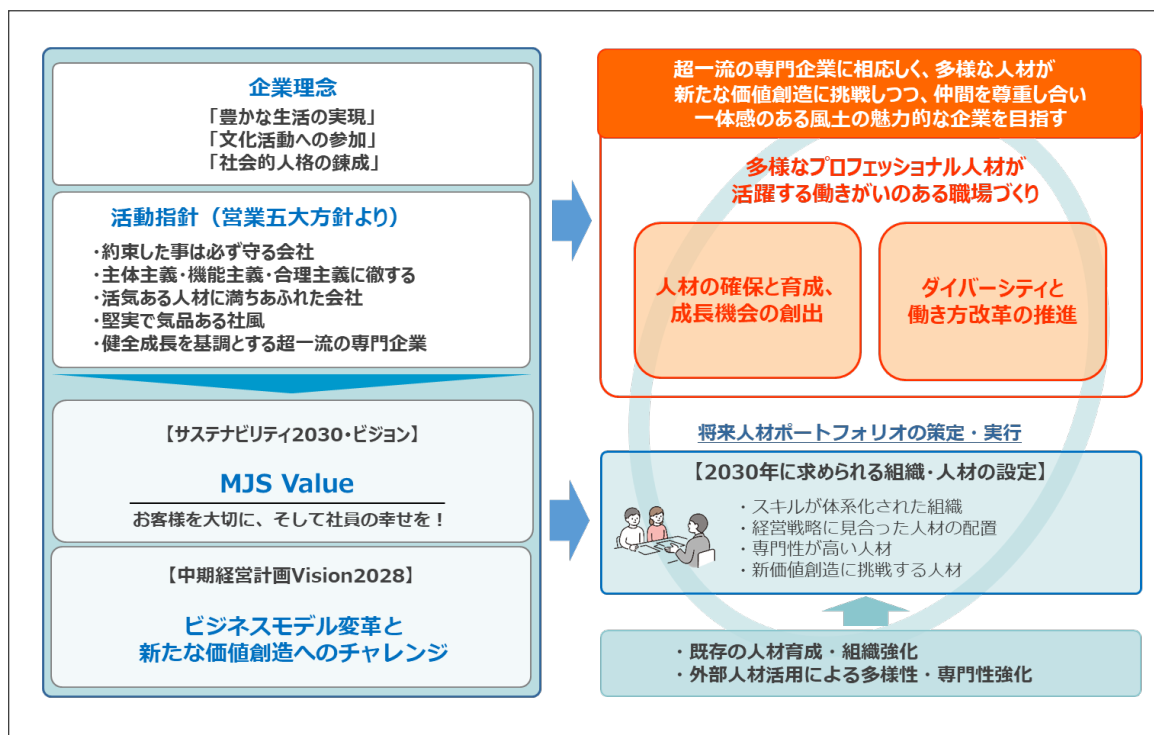 企業理念
「豊かな生活の実現」
「文化活動への参加」
「社会的人格の錬成」
活動指針（営業五大方針より）
・約束した事は必ず守る会社
・主体主義・機能主義・合理主義に徹する
・活気ある人材に満ちあふれた会社
・堅実で気品ある社風
・健全成長を基調とする超一流の専門企業
【サステナビリティ2030・ビジョン】
MJS Value
お客様を大切に、そして社員の幸せを！
【中期経営計画Vision2028】
ビジネスモデル変革と
新たな価値創造へのチャレンジ
超一流の専門企業に相応しく、多様な人材が
新たな価値創造に挑戦しつつ、仲間を尊重し合い
一体感のある風土の魅力的な企業を目指す
多様なプロフェッショナル人材が
活躍する働きがいのある職場づくり
人材の確保と育成、
成長機会の創出
ダイバーシティと
働き方改革の推進
将来人材ポートフォリオの策定・実行
【2030年に求められる組織・人材の設定】
・スキルが体系化された組織
・経営戦略に見合った人材の配置
・専門性が高い人材
・新価値創造に挑戦する人材
・既存の人材育成・組織強化
・外部人材活用による多様性・専門性強化